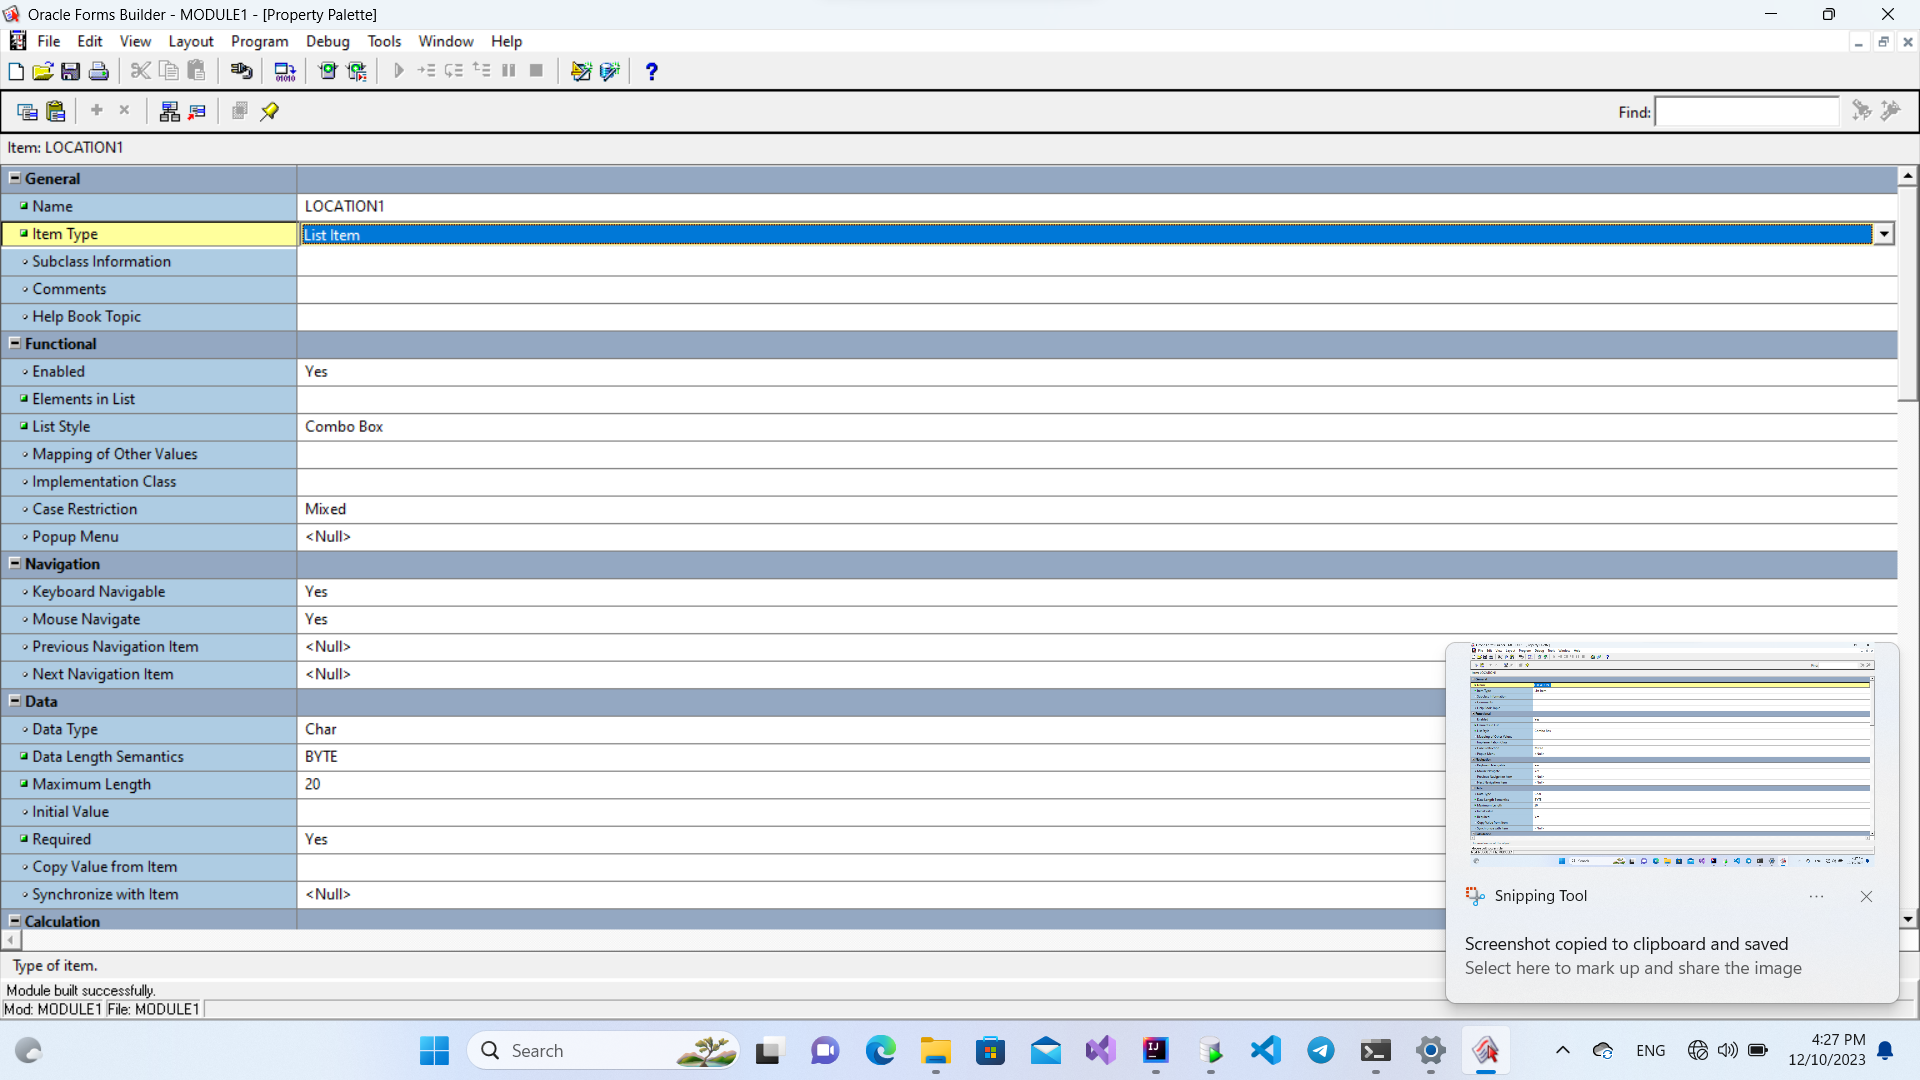 Oracle Forms Builder - MODULE1 - [Property Palette]
File Edit View Layout Program Debug Tools Window Help
Find:
Item: LOCATION1
General
Name LOCATION1
Item Type List Item
Subclass Information
Comments
Help Book Topic
Functional
Enabled Yes
Elements in List
List Style Combo Box
Mapping of Other Values
Implementation Class
Case Restriction Mixed
Popup Menu <Null>
Navigation
Keyboard Navigable Yes
Mouse Navigate Yes
Previous Navigation Item <Null>
Next Navigation Item <Null>
Data
Data Type Char
Data Length Semantics BYTE
Maximum Length 20
Initial Value
Required Yes
Copy Value from Item
Synchronize with Item <Null>
Calculation
Type of item.
Module built successfully.
Mod: MODULE1 File: MODULE1
Snipping Tool
Screenshot copied to clipboard and saved
Select here to mark up and share the image
Search
ENG
4:27 PM
12/10/2023